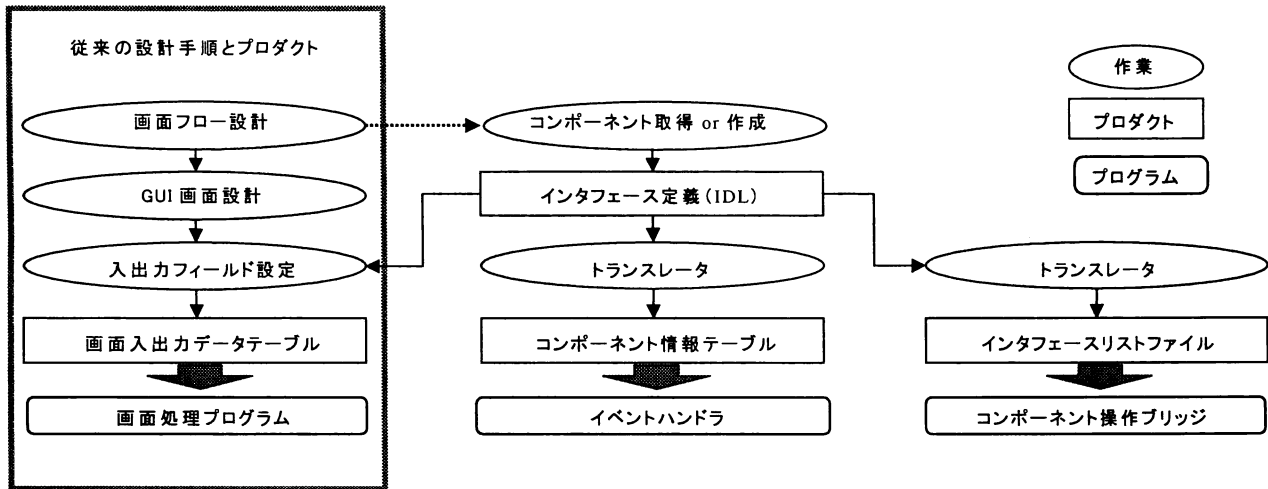 従来の設計手順とプロダクト
画面フロー設計
GUI 画面設計
入出力フィールド設定
画面入出力データテーブル
画面処理プログラム
コンポーネント取得 or 作成
インタフェース定義(IDL)
トランスレータ
コンポーネント情報テーブル
イベントハンドラ
作業
プロダクト
プログラム
トランスレータ
インタフェースリストファイル
コンポーネント操作ブリッジ